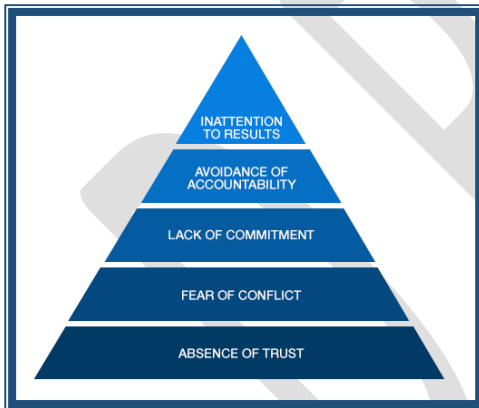 INATTENTION
TO RESULTS
AVOIDANCE OF
ACCOUNTABILITY
LACK OF COMMITMENT
FEAR OF CONFLICT
ABSENCE OF TRUST